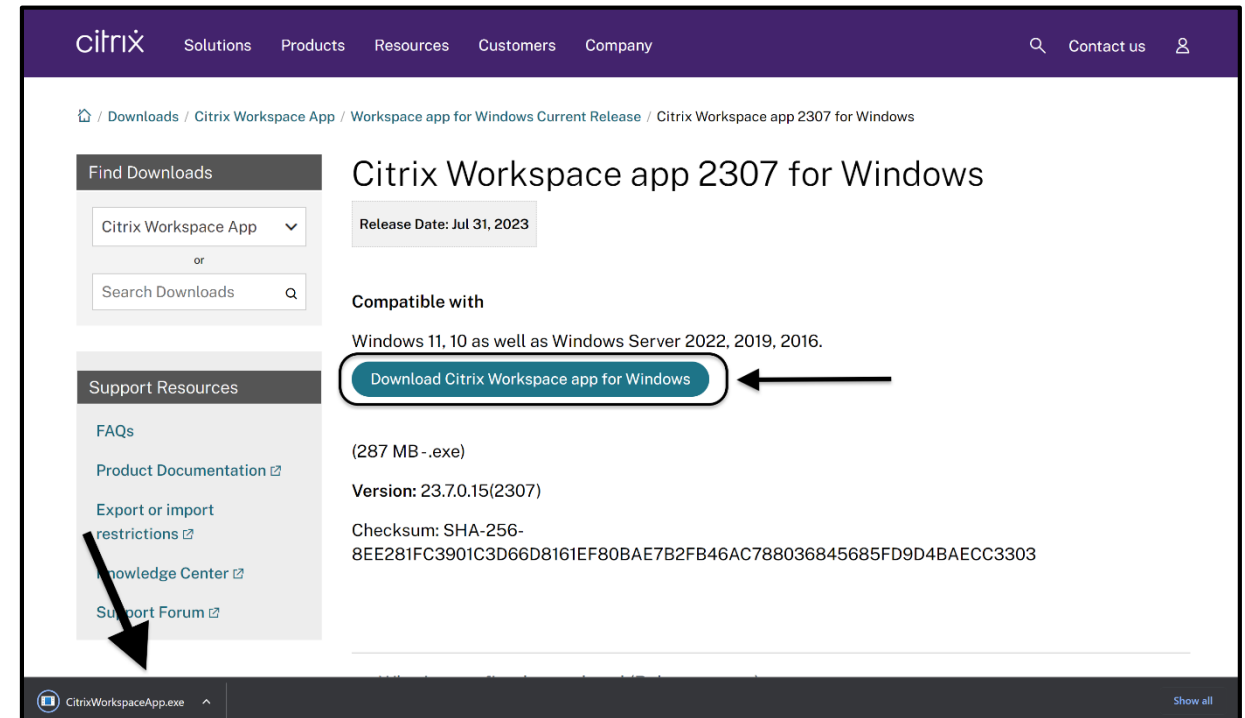 citrix Solutions Products Resources Customers Company Contact us
/ Downloads / Citrix Workspace App / Workspace app for Windows Current Release / Citrix Workspace app 2307 for Windows
Find Downloads
Citrix Workspace App
or
Search Downloads
Support Resources
FAQs
Product Documentation
Export or import
restrictions
Knowledge Center
Support Forum
Citrix Workspace app 2307 for Windows
Release Date: Jul 31, 2023
Compatible with
Windows 11, 10 as well as Windows Server 2022, 2019, 2016.
Download Citrix Workspace app for Windows
(287 MB - .exe)
Version: 23.7.0.15(2307)
Checksum: SHA-256-
8EE281FC3901C3D66D8161EF80BAE7B2FB46AC788036845685FD9D4BAECC3303
CitrixWorkspaceApp.exe
Show all